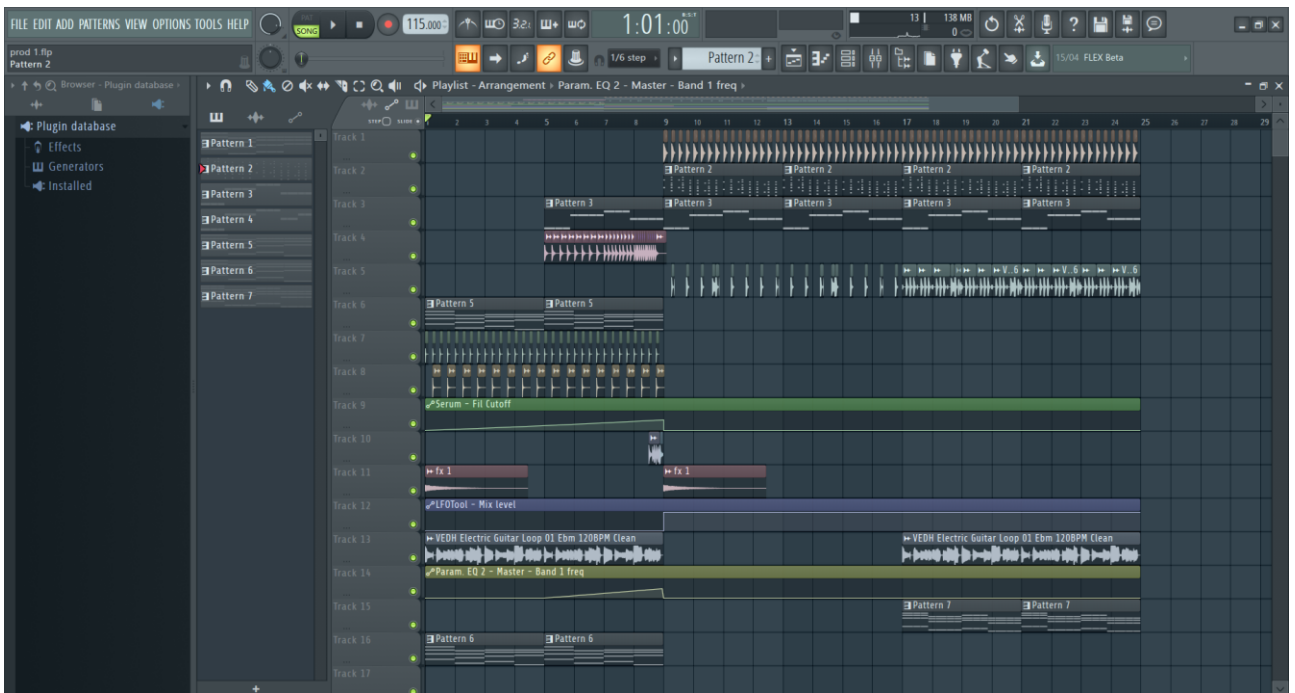 FILE EDIT ADD PATTERNS VIEW OPTIONS TOOLS HELP
PAT
SONG
115.000
3.2:
1:01:00
B:S:T
13
138 MB
0
prod 1.flp
Pattern 2
1/6 step
Pattern 2
15/04 FLEX Beta
Browser - Plugin database
Playlist - Arrangement › Param. EQ 2 - Master - Band 1 freq
Plugin database
Effects
Generators
Installed
STEP SLIDE
2 3 4 5 6 7 8 9 10 11 12 13 14 15 16 17 18 19 20 21 22 23 24 25 26 27 28 29
Pattern 1
Pattern 2
Pattern 3
Pattern 4
Pattern 5
Pattern 6
Pattern 7
Track 1
Track 2
Pattern 2 Pattern 2 Pattern 2 Pattern 2
Track 3
Pattern 3 Pattern 3 Pattern 3 Pattern 3 Pattern 3
Track 4
Track 5
V..6 V..6 V..6
Track 6
Pattern 5 Pattern 5
Track 7
Track 8
Track 9
Serum - Fil Cutoff
Track 10
Track 11
fx 1 fx 1
Track 12
LFOTool - Mix level
Track 13
VEDH Electric Guitar Loop 01 Ebm 120BPM Clean VEDH Electric Guitar Loop 01 Ebm 120BPM Clean
Track 14
Param. EQ 2 - Master - Band 1 freq
Track 15
Pattern 7 Pattern 7
Track 16
Pattern 6 Pattern 6
Track 17